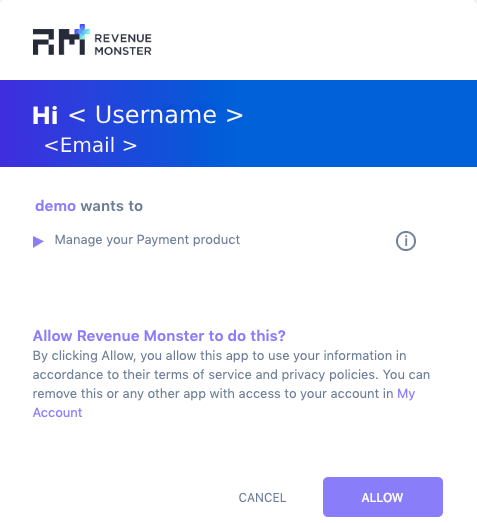 RM REVENUE
MONSTER
Hi < Username >
<Email >
demo wants to
Manage your Payment product
i
Allow Revenue Monster to do this?
By clicking Allow, you allow this app to use your information in
accordance to their terms of service and privacy policies. You can
remove this or any other app with access to your account in My
Account
CANCEL
ALLOW